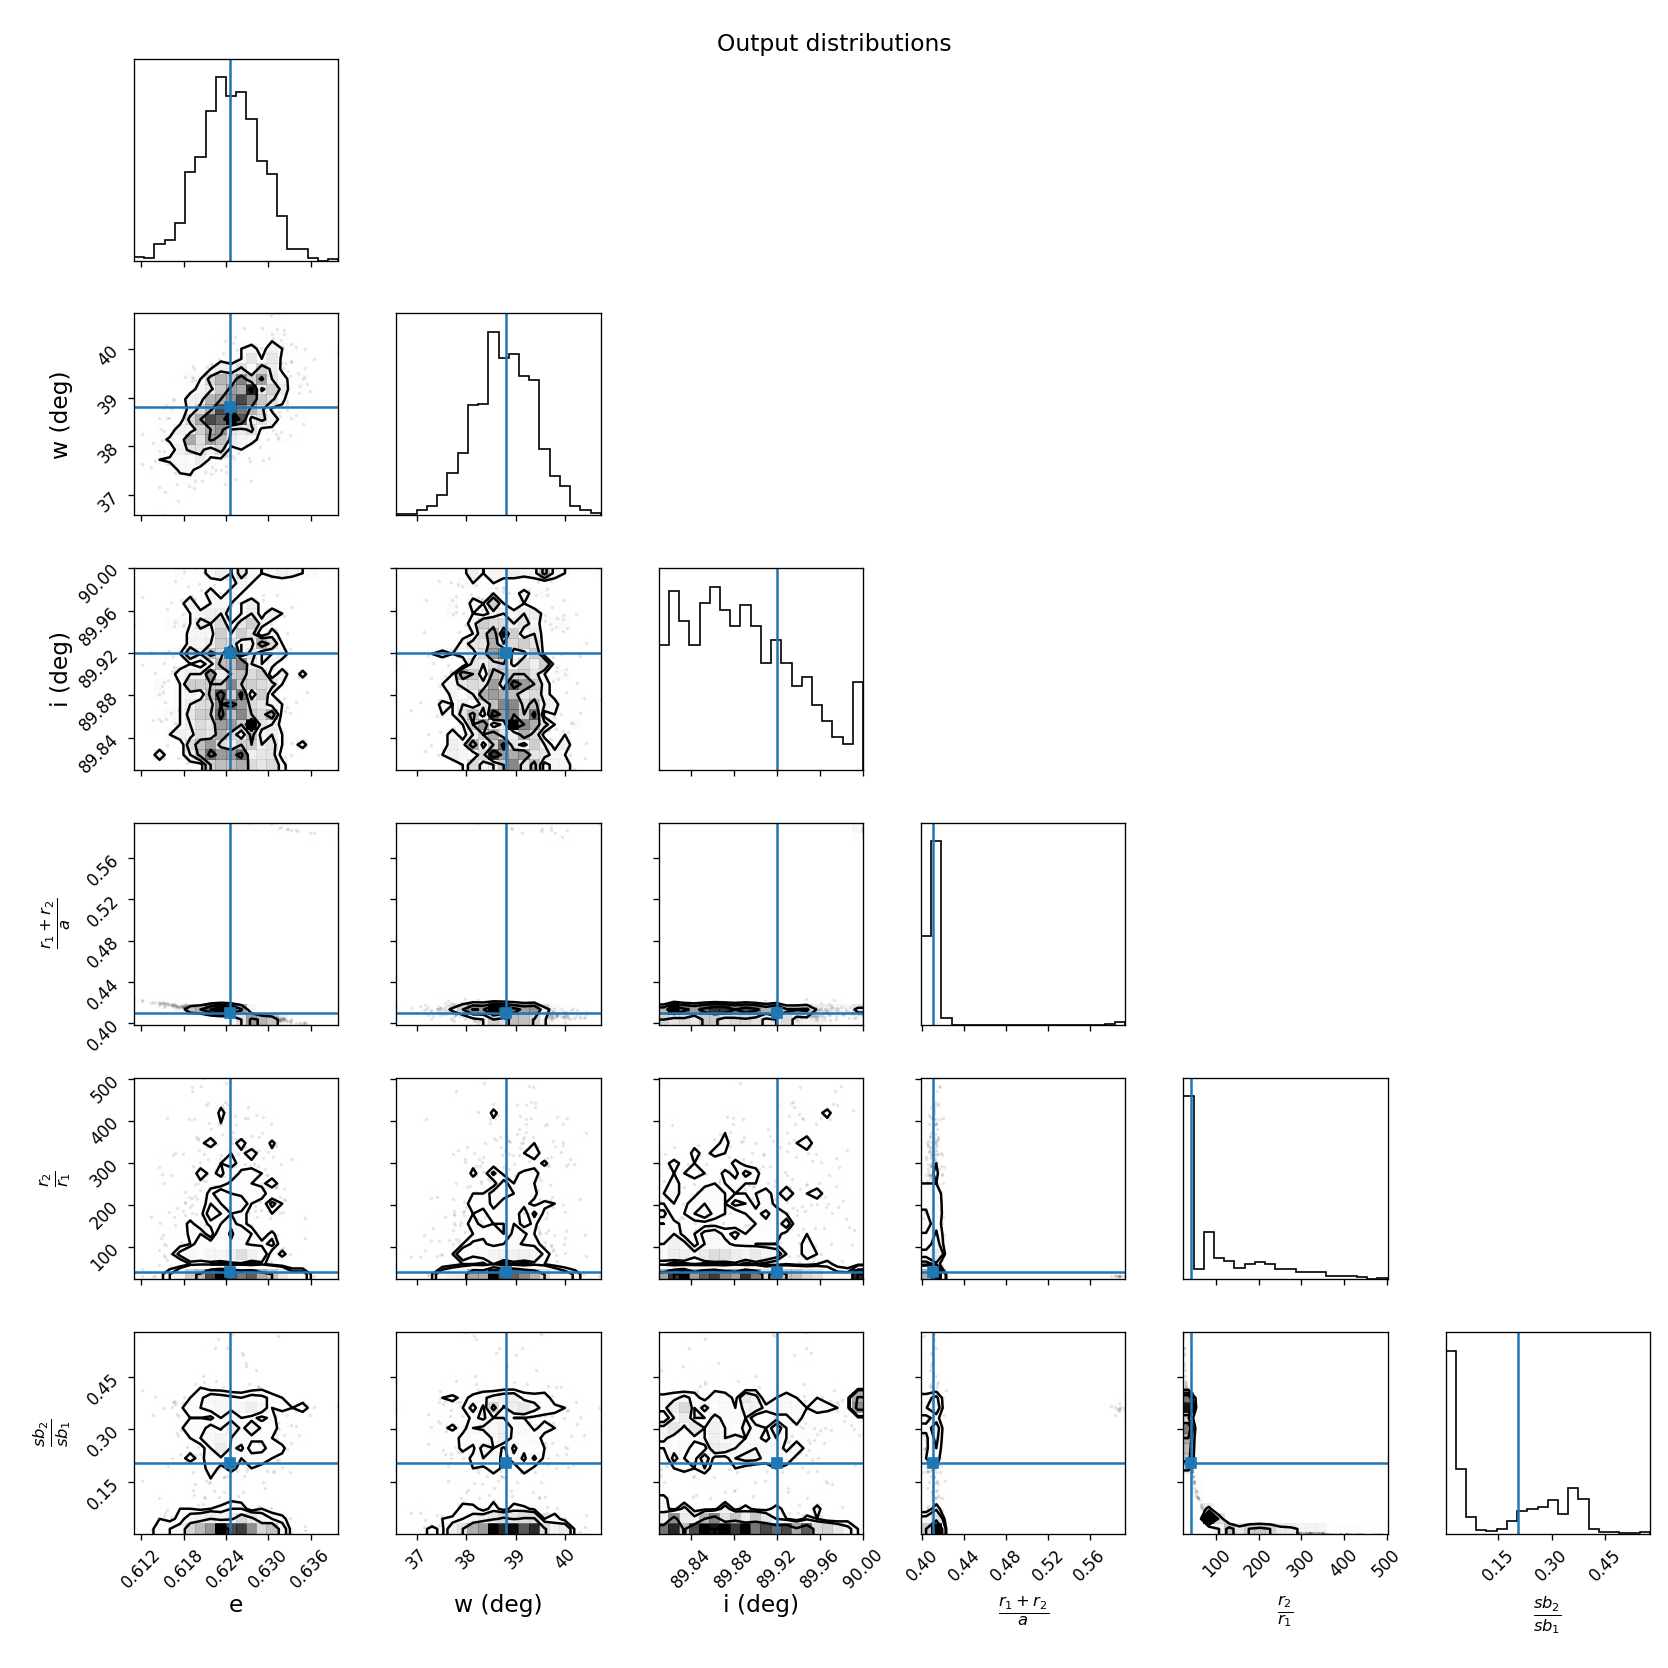 Output distributions
40
39
38
37
w (deg)
90.00
89.96
89.92
89.88
89.84
i (deg)
0.56
0.52
0.48
0.44
0.40
r₁ + r₂
a
500
400
300
200
100
r₂
r₁
0.45
0.30
0.15
sb₂
sb₁
0.612 0.618 0.624 0.630 0.636 37 38 39 40 89.84 89.88 89.92 89.96 90.00 0.40 0.44 0.48 0.52 0.56 100 200 300 400 500 0.15 0.30 0.45
e w (deg) i (deg)
r₁ + r₂ r₂ sb₂
a r₁ sb₁